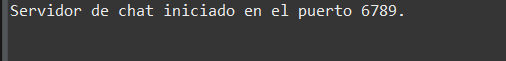 Servidor de chat iniciado en el puerto 6789.